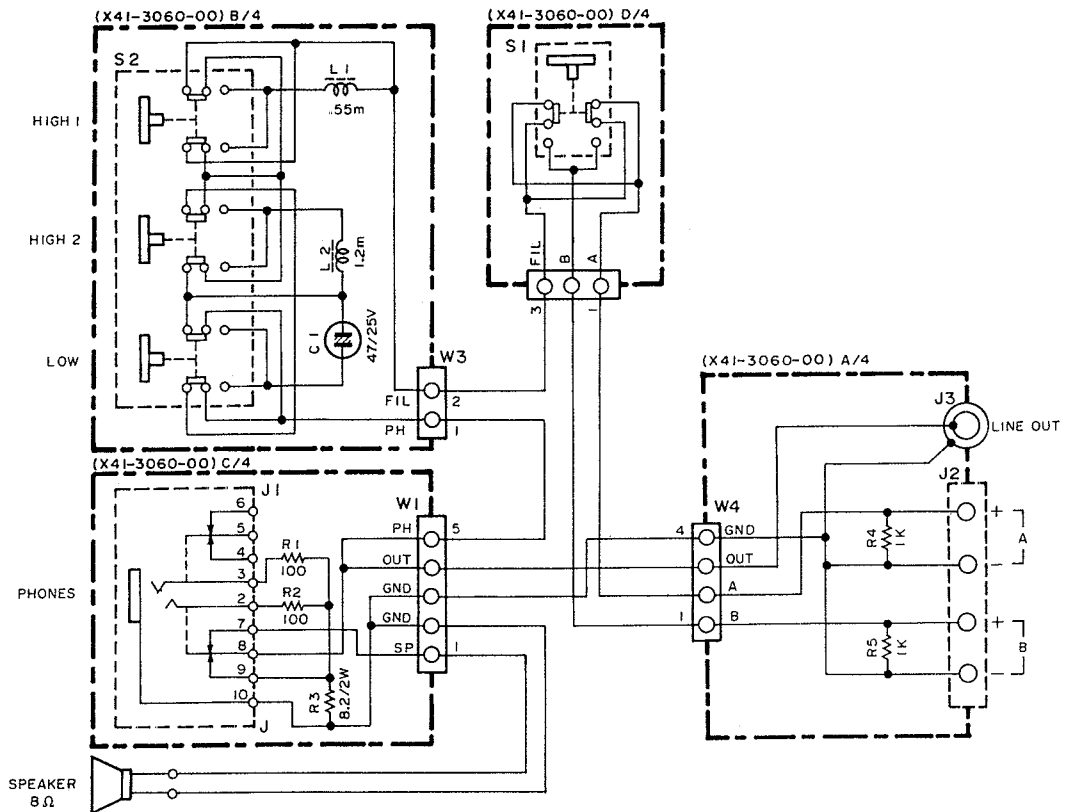 (X41-3060-00) B/4
S2
HIGH 1
HIGH 2
LOW
L1
.55m
L2
1.2m
C1
47/25V
W3
FIL
2
PH
1
(X41-3060-00) D/4
S1
FIL
B
A
3
1
(X41-3060-00) C/4
J1
6
5
4
3
2
7
8
9
10
J
PHONES
R1
100
R2
100
R3
8.2/2W
W1
PH
5
OUT
GND
GND
SP
1
SPEAKER
8Ω
(X41-3060-00) A/4
W4
4
GND
OUT
A
1
B
J3
LINE OUT
J2
R4
1K
+
A
−
R5
1K
+
B
−